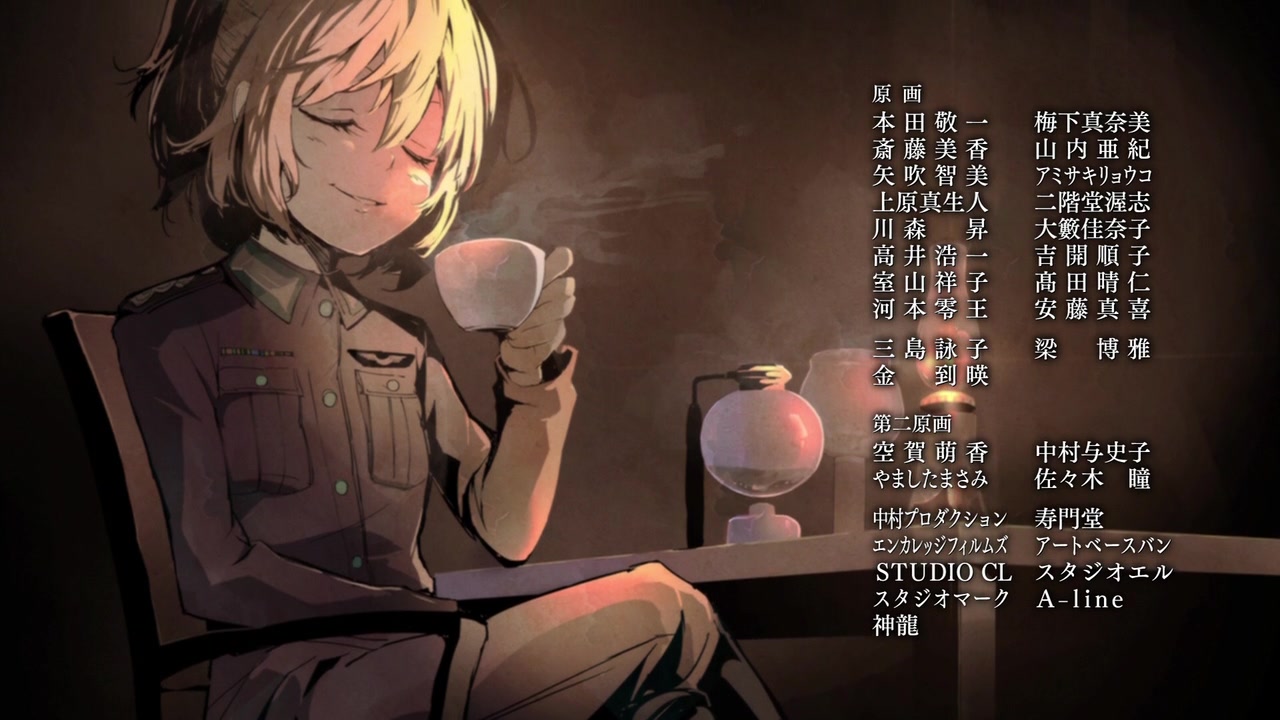 原画
本田敬一 梅下真奈美
斎藤美香 山内亜紀
矢吹智美 アミサキリョウコ
上原真生人 二階堂渥志
川森 昇 大籔佳奈子
高井浩一 吉開順子
室山祥子 髙田晴仁
河本零王 安藤真喜
三島詠子 梁 博雅
金 到暎
第二原画
空賀萌香 中村与史子
やましたまさみ 佐々木 瞳
中村プロダクション 寿門堂
エンカレッジフィルムズ アートベースバン
STUDIO CL スタジオエル
スタジオマーク A-line
神龍